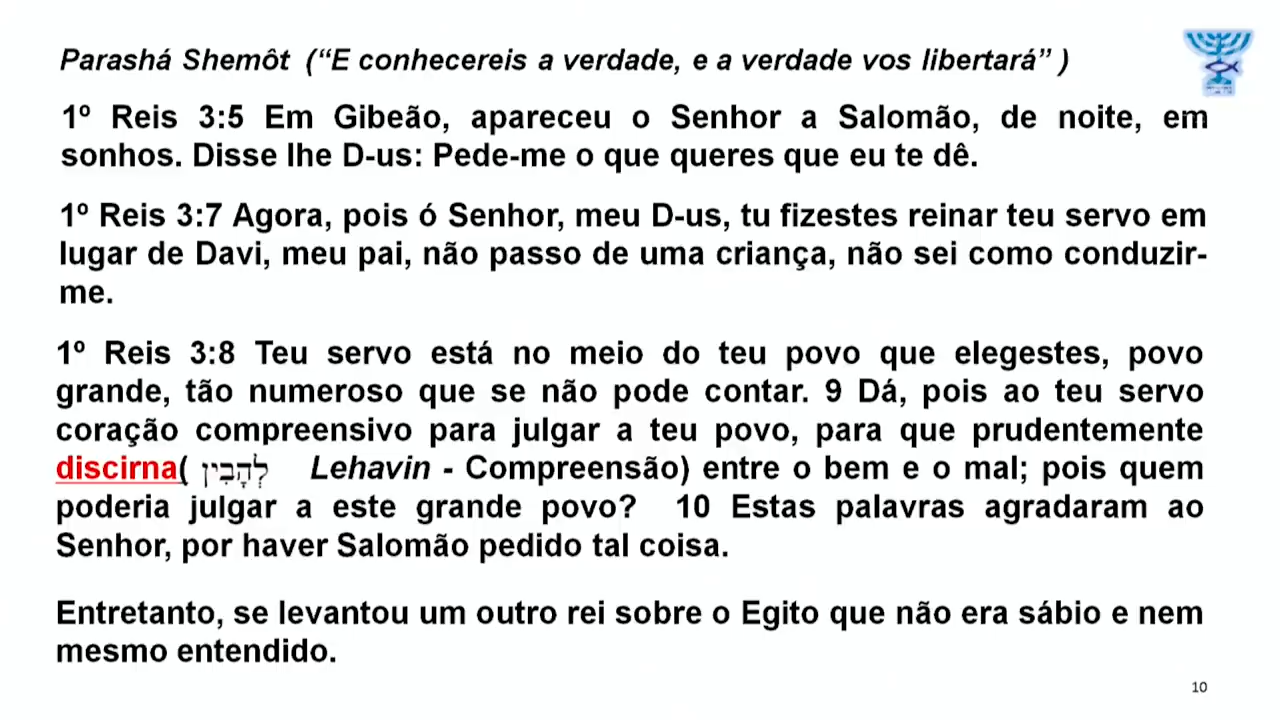 Parashá Shemôt (“E conhecereis a verdade, e a verdade vos libertará” )
1º Reis 3:5 Em Gibeão, apareceu o Senhor a Salomão, de noite, em
sonhos. Disse lhe D-us: Pede-me o que queres que eu te dê.
1º Reis 3:7 Agora, pois ó Senhor, meu D-us, tu fizestes reinar teu servo em
lugar de Davi, meu pai, não passo de uma criança, não sei como conduzir-
me.
1º Reis 3:8 Teu servo está no meio do teu povo que elegestes, povo
grande, tão numeroso que se não pode contar. 9 Dá, pois ao teu servo
coração compreensivo para julgar a teu povo, para que prudentemente
discirna( לְהָבִין Lehavin - Compreensão) entre o bem e o mal; pois quem
poderia julgar a este grande povo? 10 Estas palavras agradaram ao
Senhor, por haver Salomão pedido tal coisa.
Entretanto, se levantou um outro rei sobre o Egito que não era sábio e nem
mesmo entendido.
10